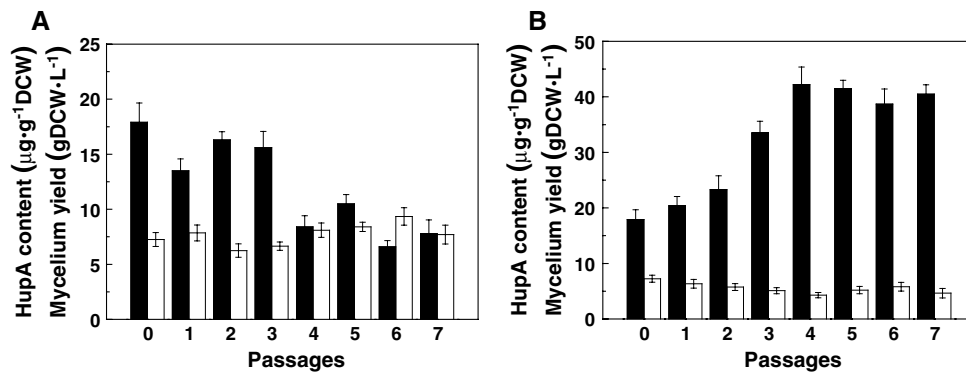 A
HupA content (μg•g⁻¹DCW)
Mycelium yield (gDCW•L⁻¹)
25
20
15
10
5
0
0 1 2 3 4 5 6 7
Passages
B
HupA content (μg•g⁻¹DCW)
Mycelium yield (gDCW•L⁻¹)
50
40
30
20
10
0
0 1 2 3 4 5 6 7
Passages